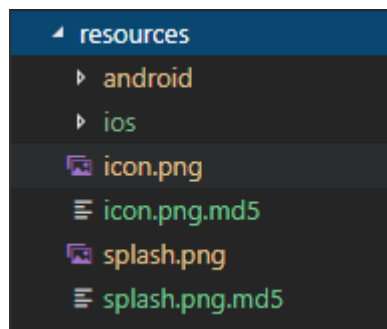 resources
android
ios
icon.png
icon.png.md5
splash.png
splash.png.md5